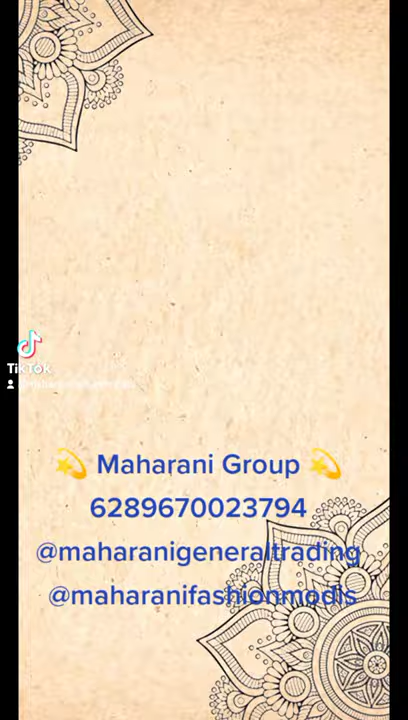 TikTok
💫 Maharani Group 💫
6289670023794
@maharanigeneraltrading
@maharanifashionmodis